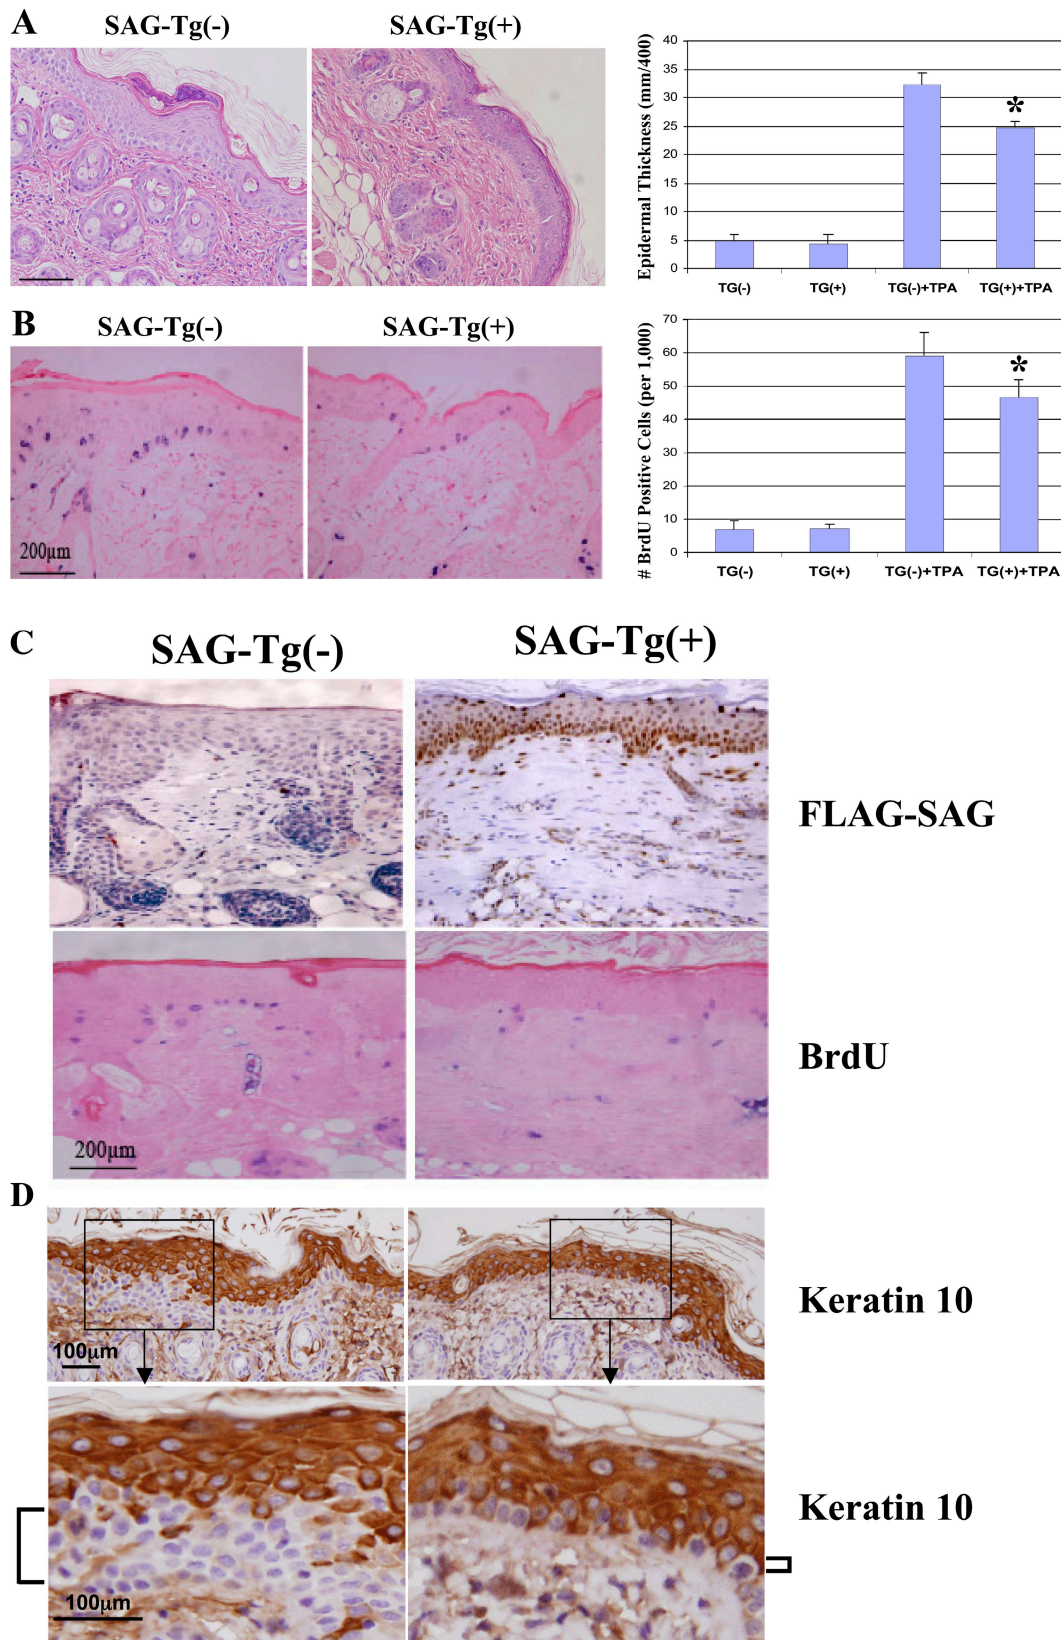 A
SAG-Tg(-)
SAG-Tg(+)
Epidermal Thickness (mm/400)
40
35
30
25
20
15
10
5
0
*
TG(-)
TG(+)
TG(-)+TPA
TG(+)+TPA
B
SAG-Tg(-)
SAG-Tg(+)
200µm
# BrdU Positive Cells (per 1,000)
70
60
50
40
30
20
10
0
*
TG(-)
TG(+)
TG(-)+TPA
TG(+)+TPA
C
SAG-Tg(-)
SAG-Tg(+)
FLAG-SAG
BrdU
200µm
D
Keratin 10
100µm
Keratin 10
100µm